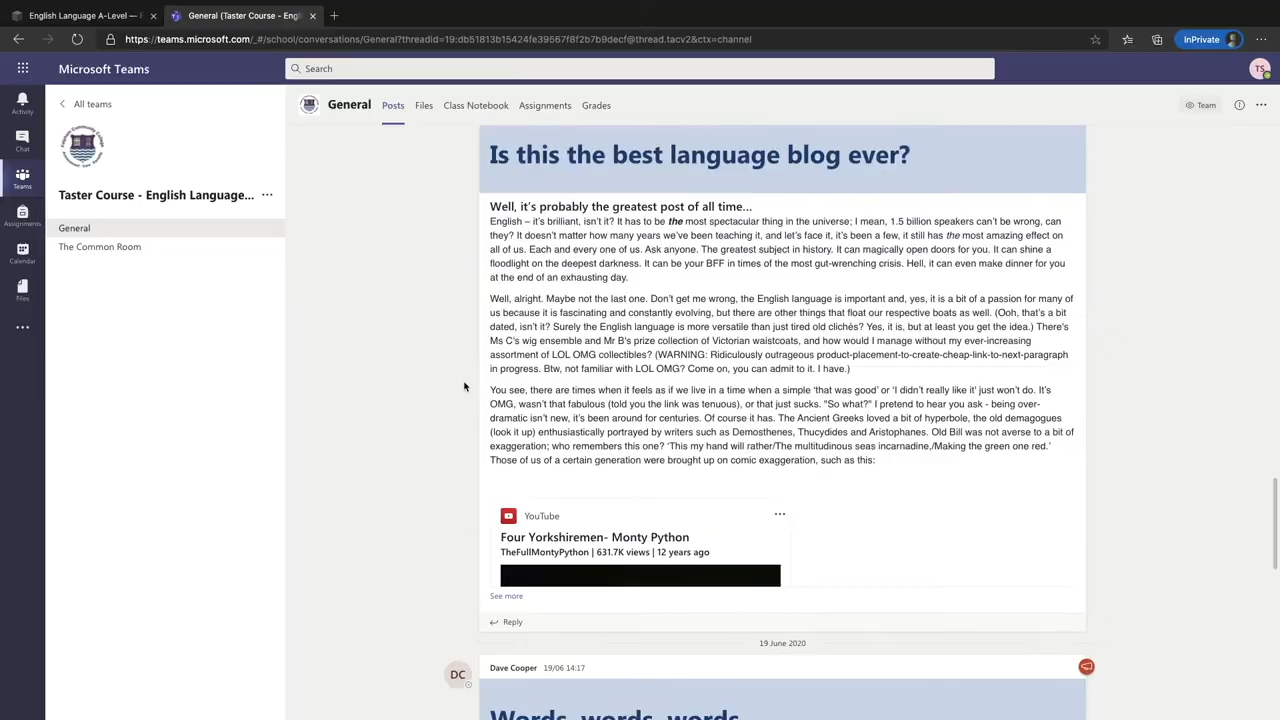 English Language A-Level —
General (Taster Course - Eng
https://teams.microsoft.com/_#/school/conversations/General?threadId=19:db51813b15424fe39567f8f2b7b9decf@thread.tacv2&ctx=channel
InPrivate
Microsoft Teams
Search
TS
Activity
Chat
Teams
Assignments
Calendar
Files
All teams
Taster Course - English Language...
General
The Common Room
General
Posts
Files
Class Notebook
Assignments
Grades
Team
Is this the best language blog ever?
Well, it’s probably the greatest post of all time...
English – it’s brilliant, isn’t it? It has to be the most spectacular thing in the universe; I mean, 1.5 billion speakers can’t be wrong, can
they? It doesn’t matter how many years we’ve been teaching it, and let’s face it, it’s been a few, it still has the most amazing effect on
all of us. Each and every one of us. Ask anyone. The greatest subject in history. It can magically open doors for you. It can shine a
floodlight on the deepest darkness. It can be your BFF in times of the most gut-wrenching crisis. Hell, it can even make dinner for you
at the end of an exhausting day.
Well, alright. Maybe not the last one. Don’t get me wrong, the English language is important and, yes, it is a bit of a passion for many of
us because it is fascinating and constantly evolving, but there are other things that float our respective boats as well. (Ooh, that’s a bit
dated, isn’t it? Surely the English language is more versatile than just tired old clichés? Yes, it is, but at least you get the idea.) There’s
Ms C’s wig ensemble and Mr B’s prize collection of Victorian waistcoats, and how would I manage without my ever-increasing
assortment of LOL OMG collectibles? (WARNING: Ridiculously outrageous product-placement-to-create-cheap-link-to-next-paragraph
in progress. Btw, not familiar with LOL OMG? Come on, you can admit to it. I have.)
You see, there are times when it feels as if we live in a time when a simple ‘that was good’ or ‘I didn’t really like it’ just won’t do. It’s
OMG, wasn’t that fabulous (told you the link was tenuous), or that just sucks. "So what?" I pretend to hear you ask - being over-
dramatic isn’t new, it’s been around for centuries. Of course it has. The Ancient Greeks loved a bit of hyperbole, the old demagogues
(look it up) enthusiastically portrayed by writers such as Demosthenes, Thucydides and Aristophanes. Old Bill was not averse to a bit of
exaggeration; who remembers this one? ‘This my hand will rather/The multitudinous seas incarnadine,/Making the green one red.’
Those of us of a certain generation were brought up on comic exaggeration, such as this:
YouTube
Four Yorkshiremen- Monty Python
TheFullMontyPython | 631.7K views | 12 years ago
See more
Reply
19 June 2020
DC
Dave Cooper 19/06 14:17
Words, words, words